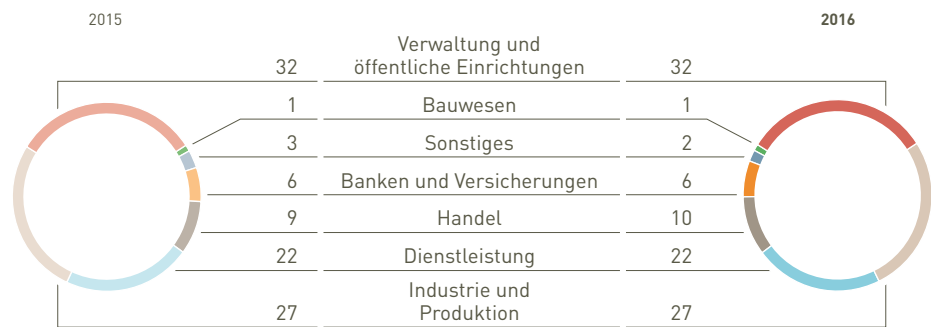 2015 2016
Verwaltung und
32 öffentliche Einrichtungen 32
1 Bauwesen 1
3 Sonstiges 2
6 Banken und Versicherungen 6
9 Handel 10
22 Dienstleistung 22
Industrie und
27 Produktion 27